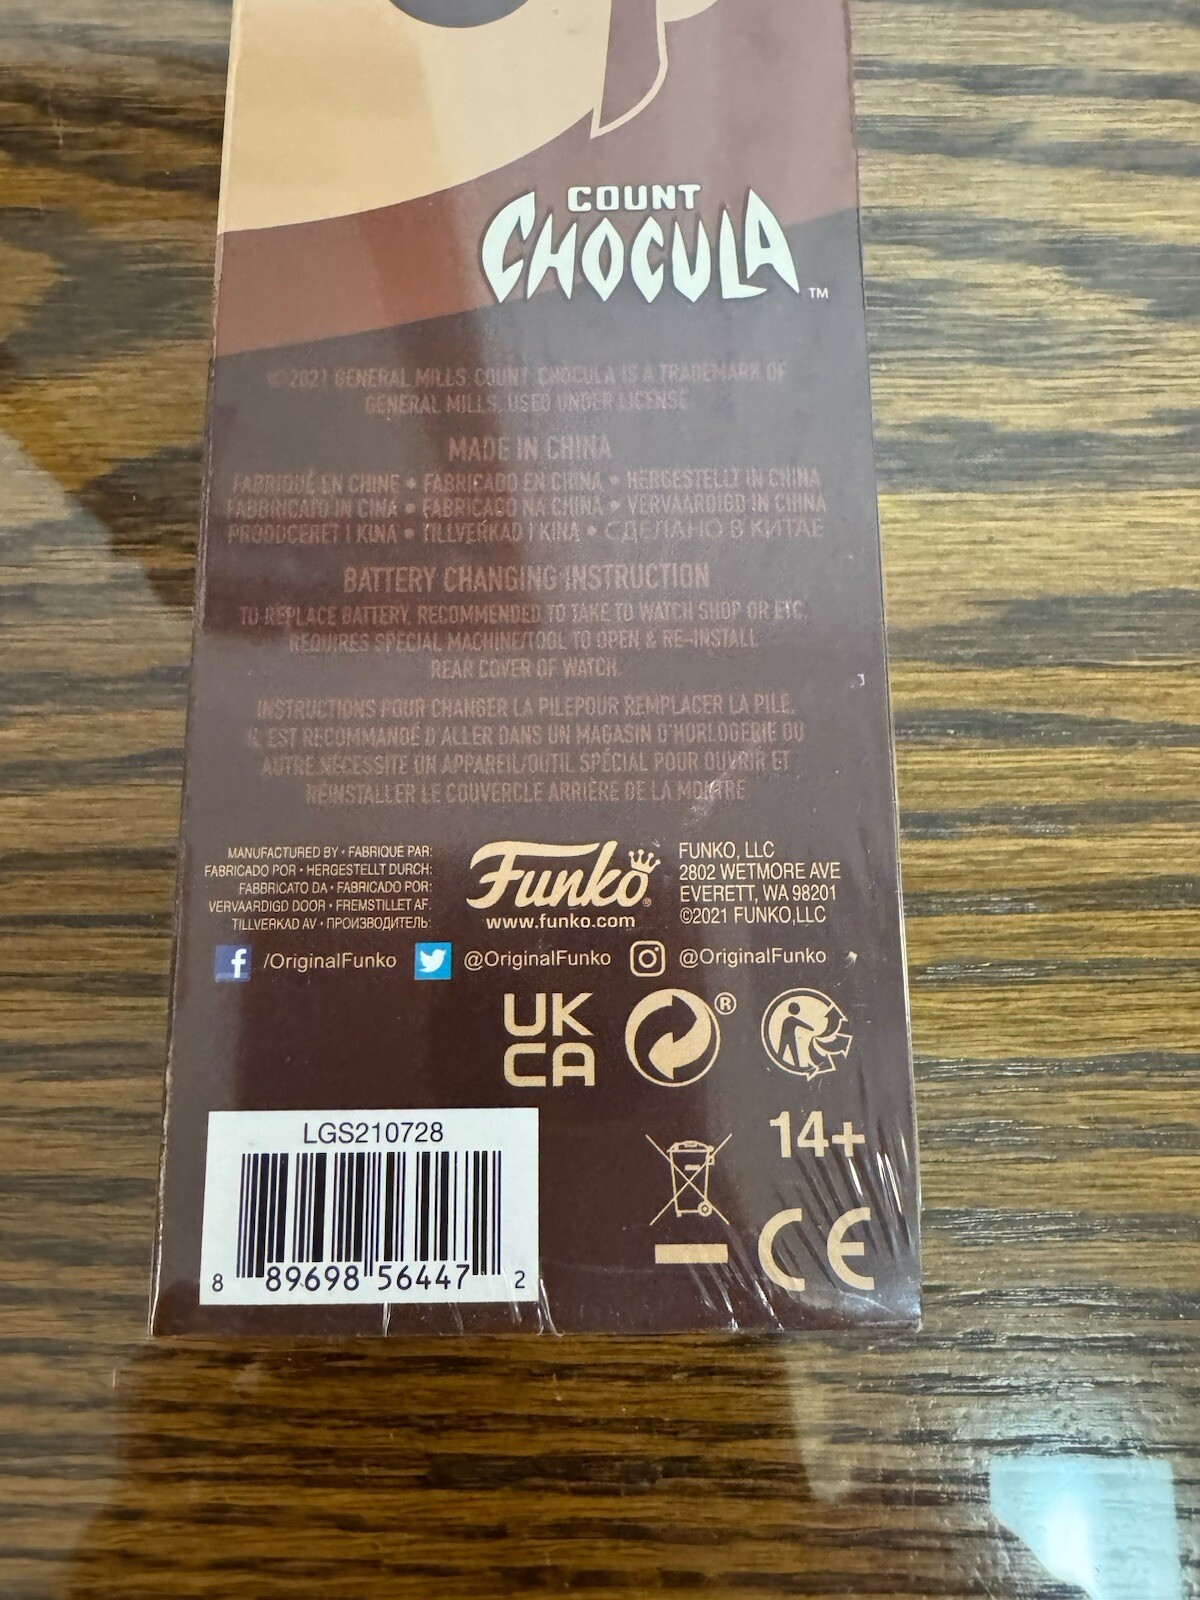 COUNT
CHOCULA
TM
©2021 GENERAL MILLS. COUNT CHOCULA IS A TRADEMARK OF
GENERAL MILLS, USED UNDER LICENSE.
MADE IN CHINA
FABRIQUÉ EN CHINE • FABRICADO EN CHINA • HERGESTELLT IN CHINA
FABBRICATO IN CINA • FABRICADO NA CHINA • VERVAARDIGD IN CHINA
PRODUCERET I KINA • TILLVERKAD I KINA • СДЕЛАНО В КИТАЕ
BATTERY CHANGING INSTRUCTION
TO REPLACE BATTERY, RECOMMENDED TO TAKE TO WATCH SHOP OR ETC.
REQUIRES SPECIAL MACHINE/TOOL TO OPEN & RE-INSTALL
REAR COVER OF WATCH.
INSTRUCTIONS POUR CHANGER LA PILEPOUR REMPLACER LA PILE,
IL EST RECOMMANDÉ D'ALLER DANS UN MAGASIN D'HORLOGERIE OU
AUTRE.NÉCESSITE UN APPAREIL/OUTIL SPÉCIAL POUR OUVRIR ET
RÉINSTALLER LE COUVERCLE ARRIÈRE DE LA MONTRE
MANUFACTURED BY • FABRIQUE PAR:
FABRICADO POR • HERGESTELLT DURCH:
FABBRICATO DA • FABRICADO POR:
VERVAARDIGD DOOR • FREMSTILLET AF.
TILLVERKAD AV • ПРОИЗВОДИТЕЛЬ:
Funko®
www.funko.com
FUNKO, LLC
2802 WETMORE AVE
EVERETT, WA 98201
©2021 FUNKO,LLC
/OriginalFunko @OriginalFunko @OriginalFunko
UK
CA
®
14+
CE
LGS210728
8 89698 56447 2